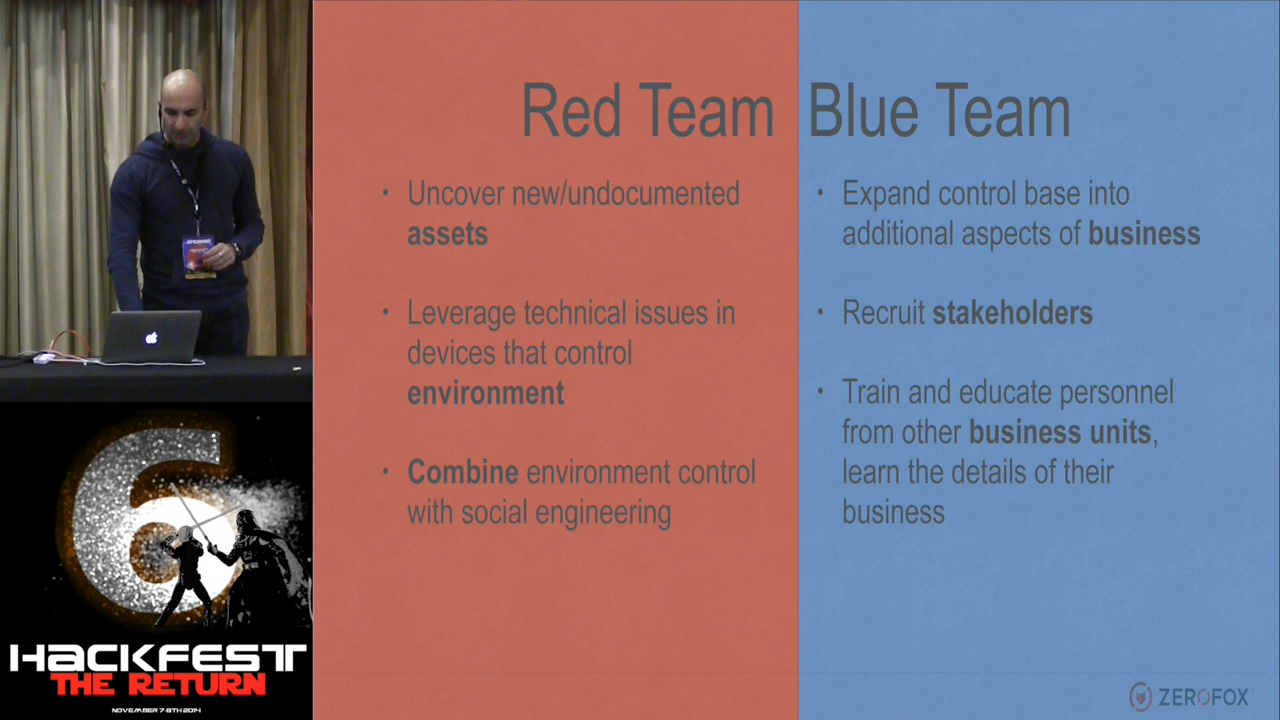 Red Team
Blue Team
• Uncover new/undocumented
assets
• Leverage technical issues in
devices that control
environment
• Combine environment control
with social engineering
• Expand control base into
additional aspects of business
• Recruit stakeholders
• Train and educate personnel
from other business units,
learn the details of their
business
6
HACKFEST
THE RETURN
NOVEMBER 7-8TH 2014
ZEROFOX